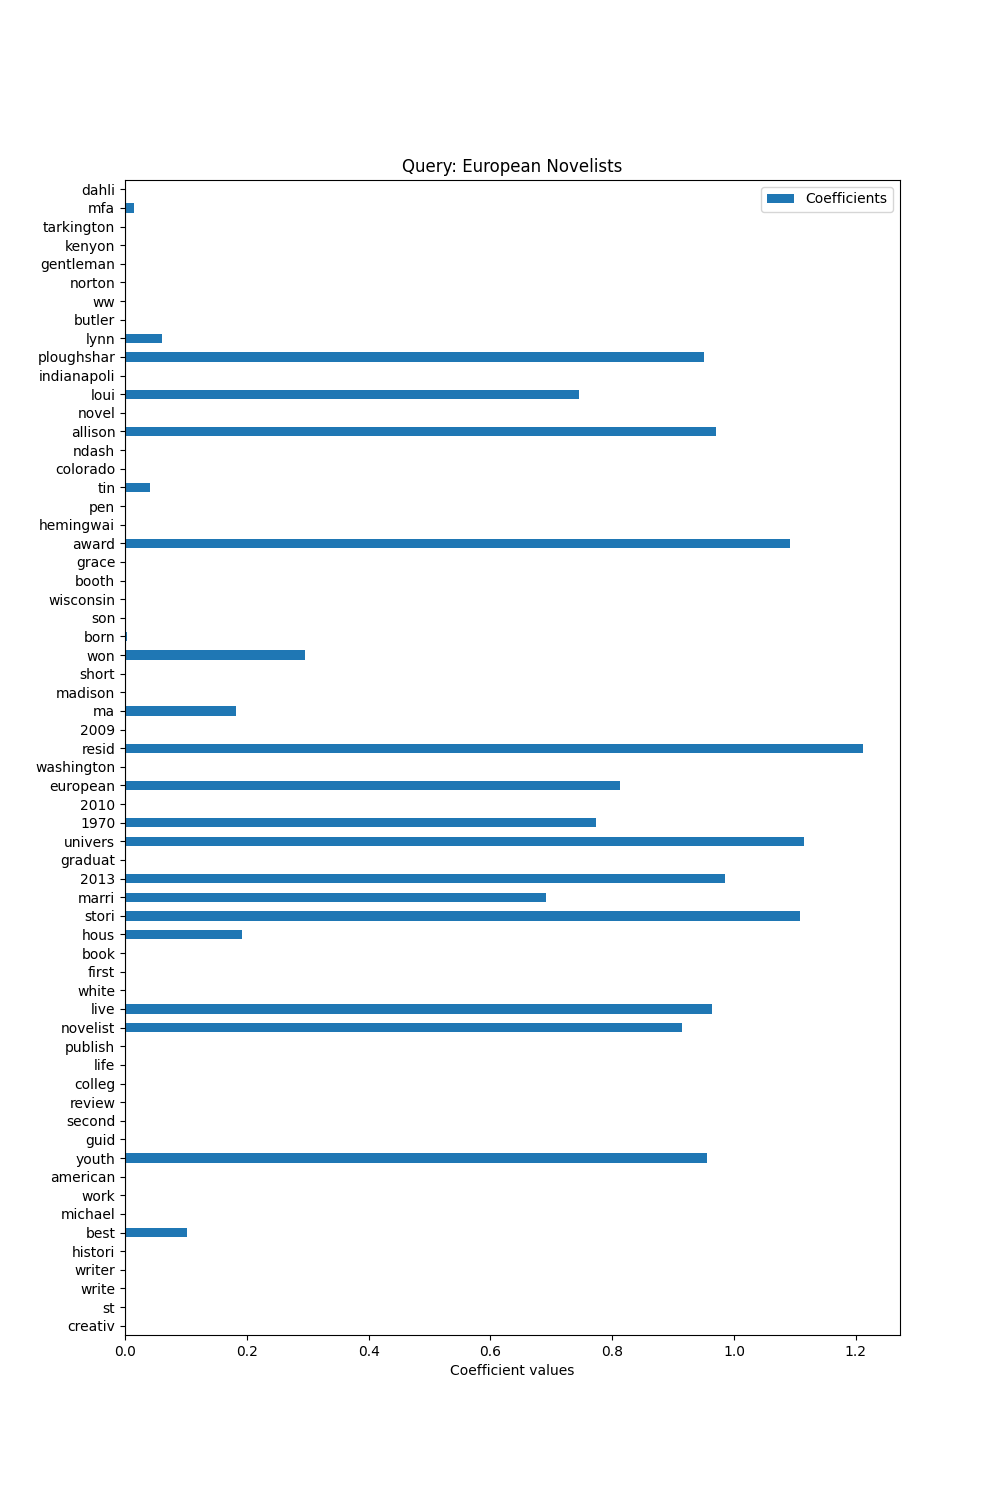 Query: European Novelists
Coefficients
dahli
mfa
tarkington
kenyon
gentleman
norton
ww
butler
lynn
ploughshar
indianapoli
loui
novel
allison
ndash
colorado
tin
pen
hemingwai
award
grace
booth
wisconsin
son
born
won
short
madison
ma
2009
resid
washington
european
2010
1970
univers
graduat
2013
marri
stori
hous
book
first
white
live
novelist
publish
life
colleg
review
second
guid
youth
american
work
michael
best
histori
writer
write
st
creativ
0.0 0.2 0.4 0.6 0.8 1.0 1.2
Coefficient values